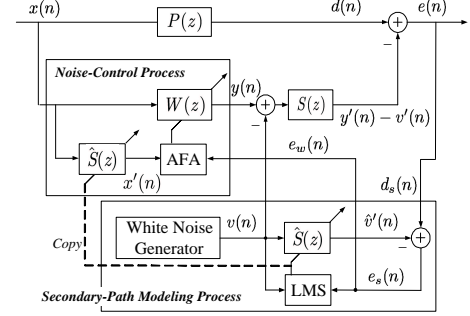 x(n)
P(z)
d(n)
e(n)
−
Noise-Control Process
W(z)
y(n)
−
S(z)
y′(n) − v′(n)
Ŝ(z)
AFA
x′(n)
e_w(n)
d_s(n)
Copy
White Noise
Generator
v(n)
Ŝ(z)
v̂′(n)
−
LMS
e_s(n)
Secondary-Path Modeling Process